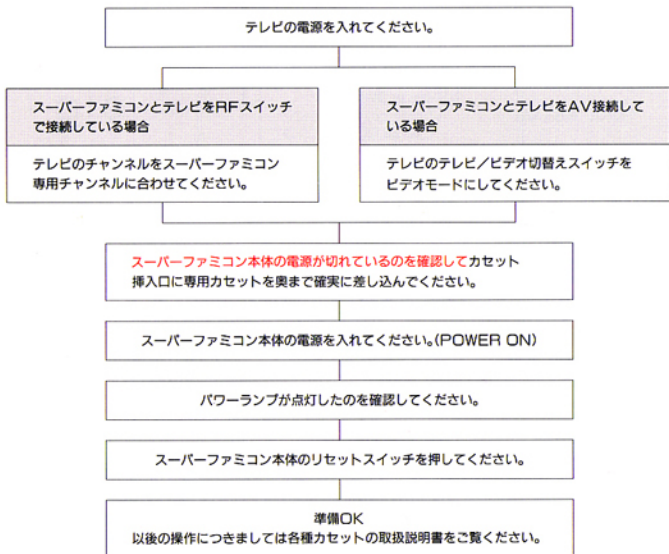 テレビの電源を入れてください。
スーパーファミコンとテレビをRFスイッチ
で接続している場合
テレビのチャンネルをスーパーファミコン
専用チャンネルに合わせてください。
スーパーファミコンとテレビをAV接続して
いる場合
テレビのテレビ/ビデオ切替えスイッチを
ビデオモードにしてください。
スーパーファミコン本体の電源が切れているのを確認してカセット
挿入口に専用カセットを奥まで確実に差し込んでください。
スーパーファミコン本体の電源を入れてください。(POWER ON)
パワーランプが点灯したのを確認してください。
スーパーファミコン本体のリセットスイッチを押してください。
準備OK
以後の操作につきましては各種カセットの取扱説明書をご覧ください。